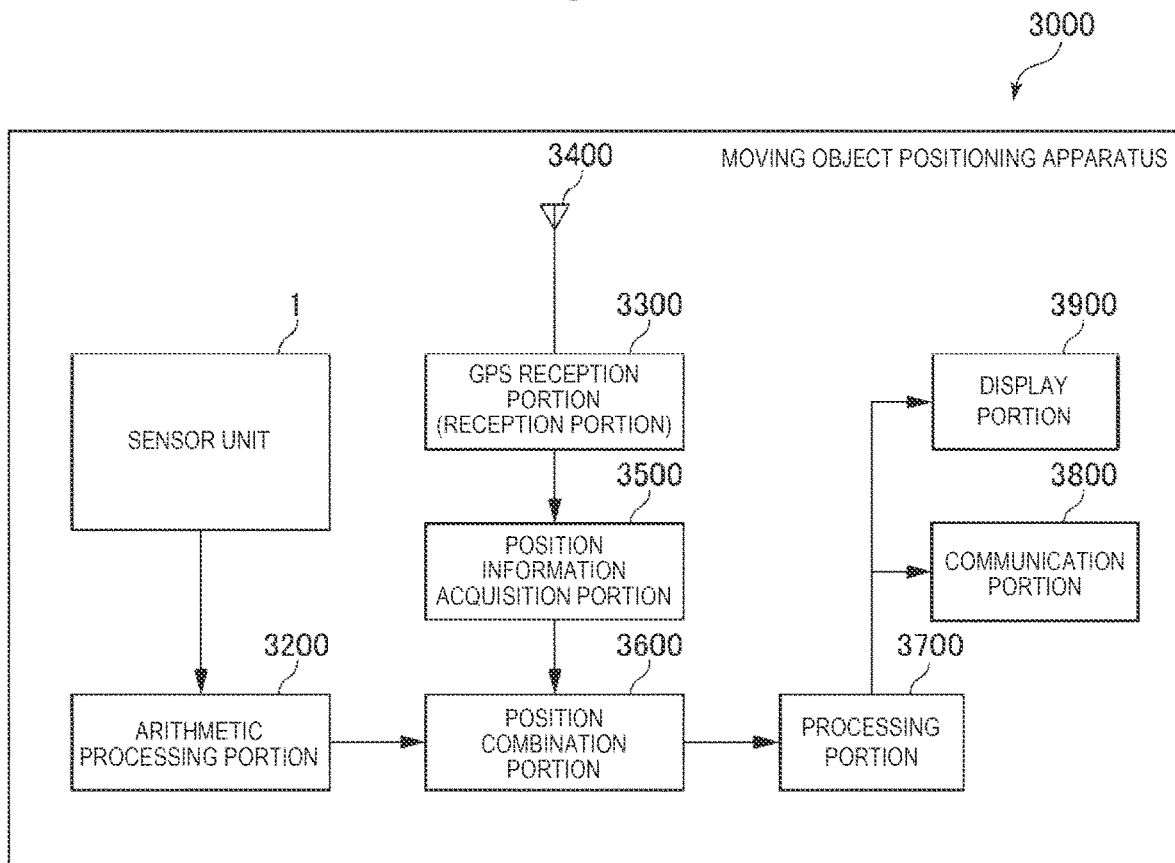 3000
MOVING OBJECT POSITIONING APPARATUS
3400
1
SENSOR UNIT
3300
GPS RECEPTION
PORTION
(RECEPTION PORTION)
3900
DISPLAY
PORTION
3500
POSITION
INFORMATION
ACQUISITION PORTION
3800
COMMUNICATION
PORTION
3200
ARITHMETIC
PROCESSING PORTION
3600
POSITION
COMBINATION
PORTION
3700
PROCESSING
PORTION